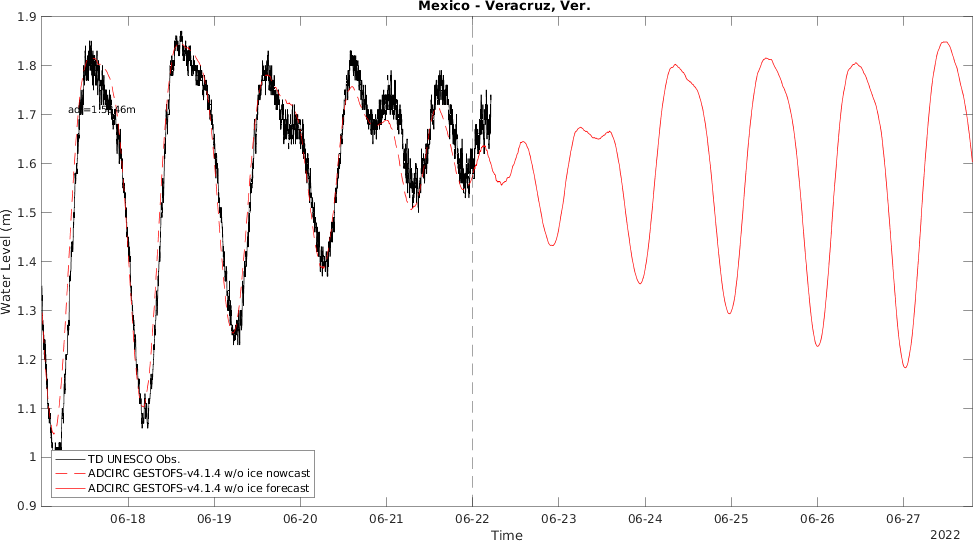 Mexico - Veracruz, Ver.
1.9
1.8
1.7
1.6
1.5
1.4
1.3
1.2
1.1
1
0.9
Water Level (m)
TD UNESCO Obs.
ADCIRC GESTOFS-v4.1.4 w/o ice nowcast
ADCIRC GESTOFS-v4.1.4 w/o ice forecast
06-18 06-19 06-20 06-21 06-22 06-23 06-24 06-25 06-26 06-27
Time
2022